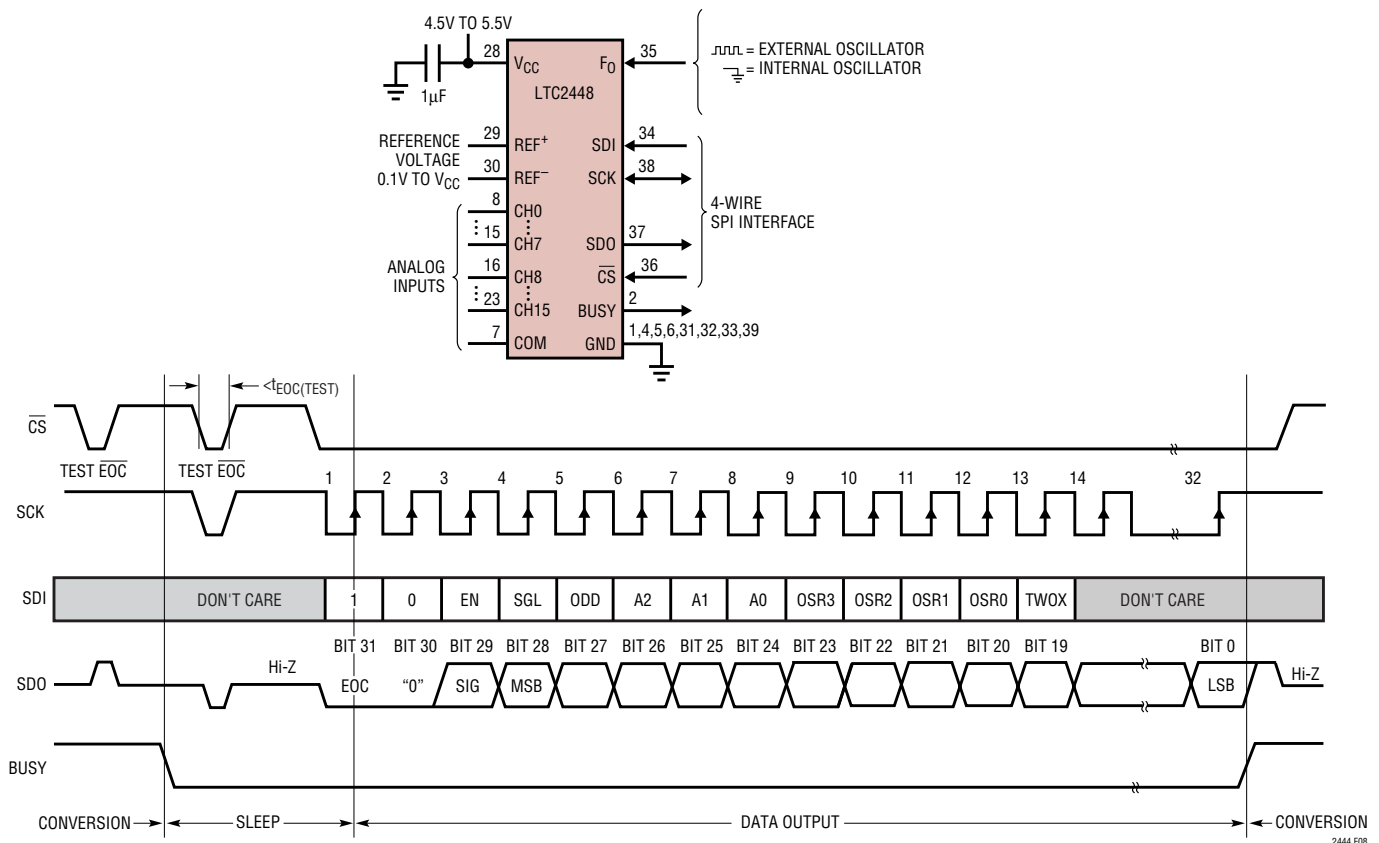 4.5V TO 5.5V
1µF
28
VCC
FO
35
= EXTERNAL OSCILLATOR
= INTERNAL OSCILLATOR
LTC2448
REFERENCE
VOLTAGE
0.1V TO VCC
29
REF+
30
REF–
SDI
34
SCK
38
4-WIRE
SPI INTERFACE
ANALOG
INPUTS
8
CH0
15
CH7
16
CH8
23
CH15
7
COM
SDO
37
CS
36
BUSY
2
GND
1,4,5,6,31,32,33,39
<tEOC(TEST)
CS
TEST EOC
TEST EOC
SCK
1 2 3 4 5 6 7 8 9 10 11 12 13 14 32
SDI
DON'T CARE
1 0 EN SGL ODD A2 A1 A0 OSR3 OSR2 OSR1 OSR0 TWOX
DON'T CARE
BIT 31 BIT 30 BIT 29 BIT 28 BIT 27 BIT 26 BIT 25 BIT 24 BIT 23 BIT 22 BIT 21 BIT 20 BIT 19 BIT 0
SDO
Hi-Z
EOC “0” SIG MSB LSB
Hi-Z
BUSY
CONVERSION
SLEEP
DATA OUTPUT
CONVERSION
2444 F08